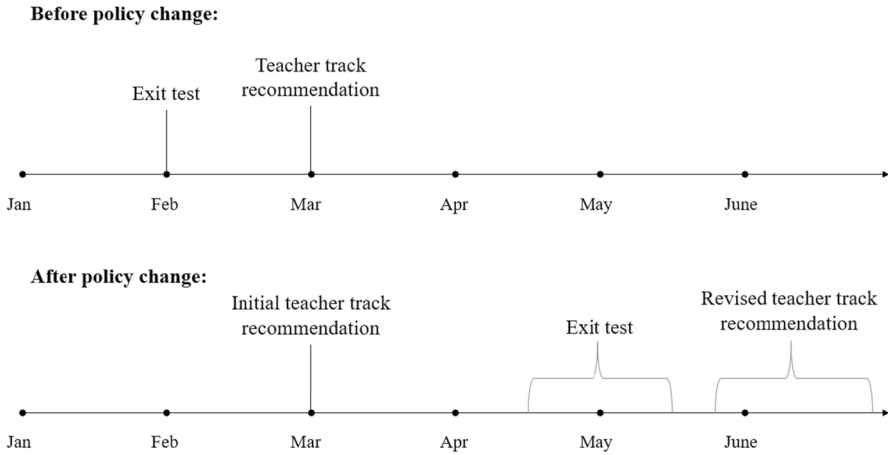 Before policy change:
Teacher track
recommendation
Exit test
Jan
Feb
Mar
Apr
May
June
After policy change:
Initial teacher track
recommendation
Exit test
Revised teacher track
recommendation
Jan
Feb
Mar
Apr
May
June